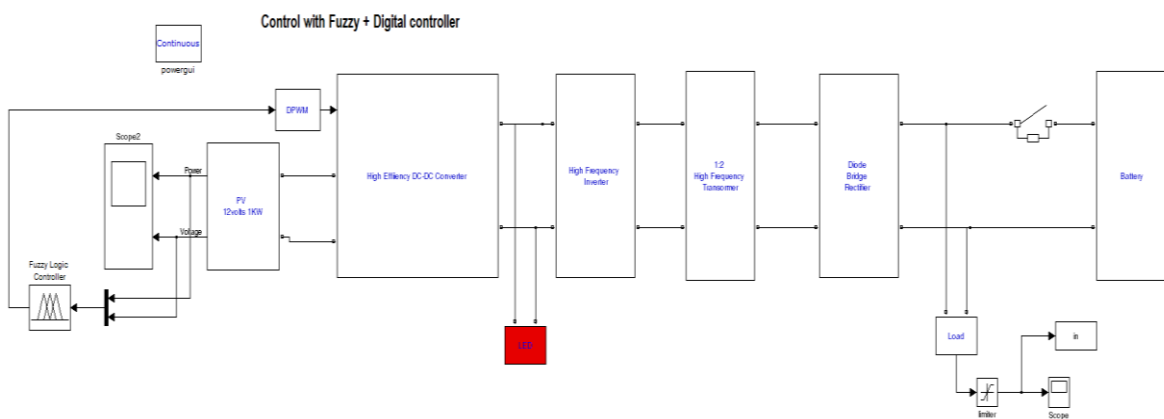 Control with Fuzzy + Digital controller
Continuous
powergui
DPWM
Scope2
Power
Voltage
PV
12volts 1KW
Fuzzy Logic
Controller
High Effiency DC-DC Converter
LED
High Frequency
Inverter
1:2
High Frequency
Transormer
Diode
Bridge
Rectifier
Battery
Load
in
limiter
Scope